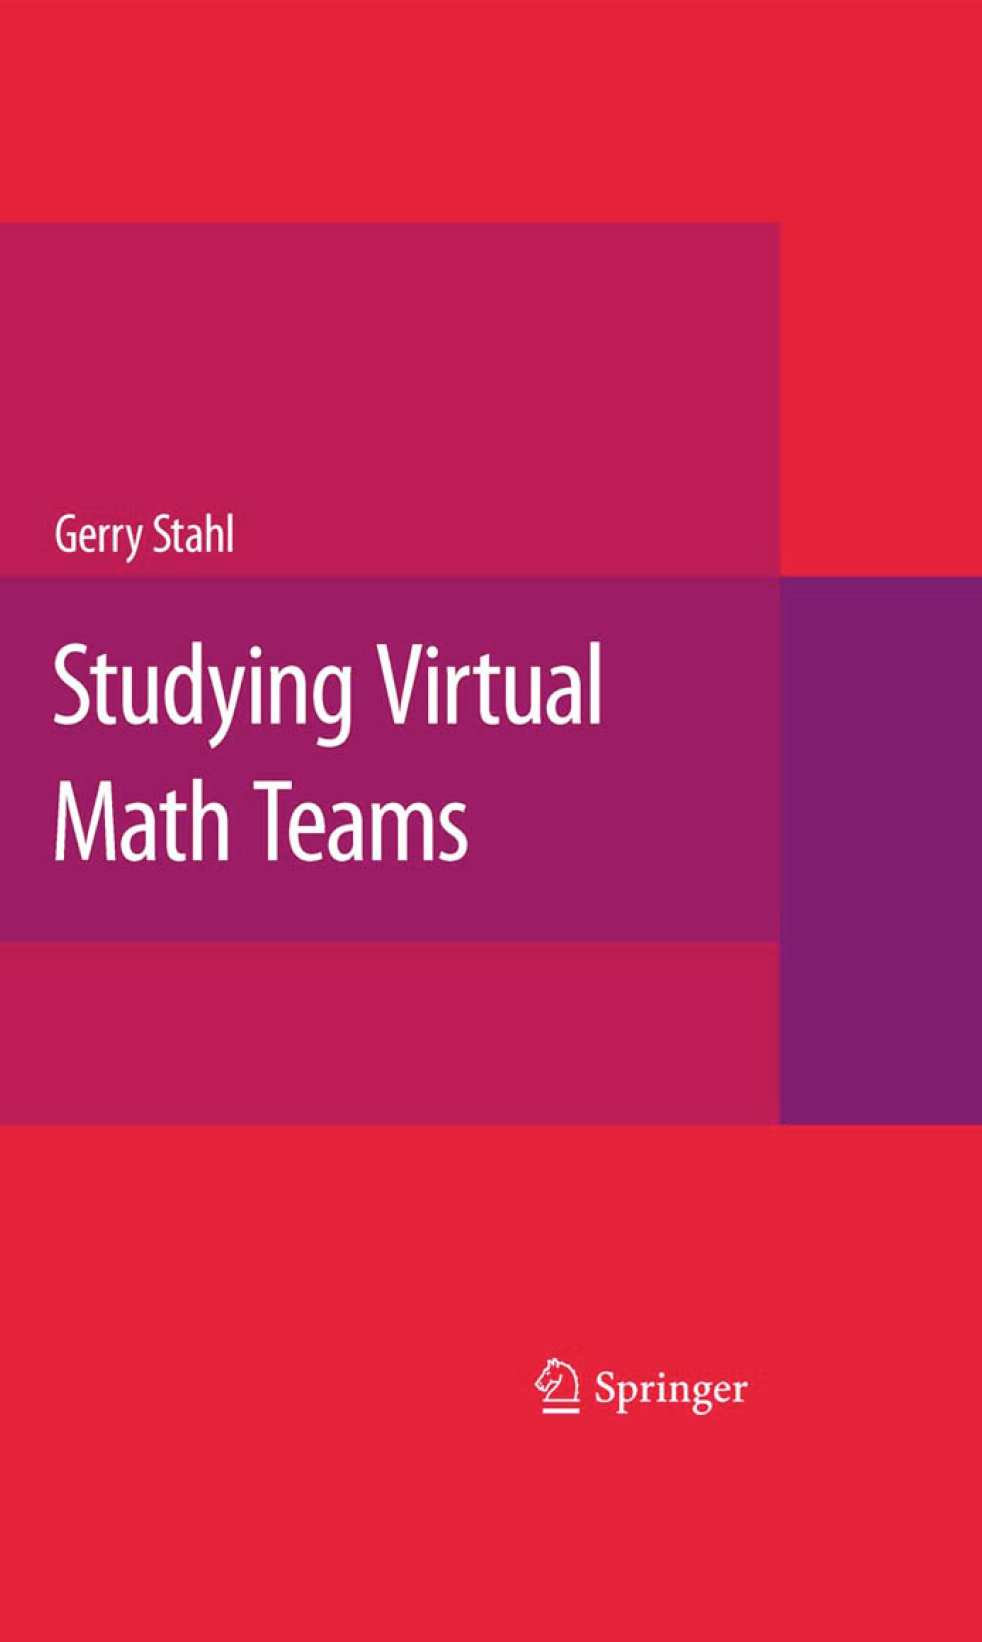 Gerry Stahl
Studying Virtual
Math Teams
Springer